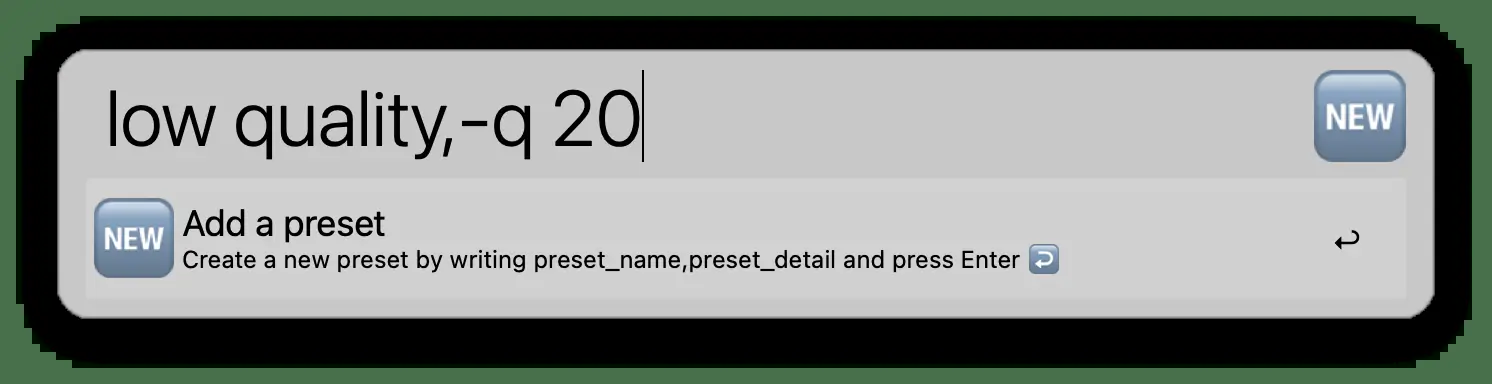 low quality,-q 20
NEW
NEW
Add a preset
Create a new preset by writing preset_name,preset_detail and press Enter